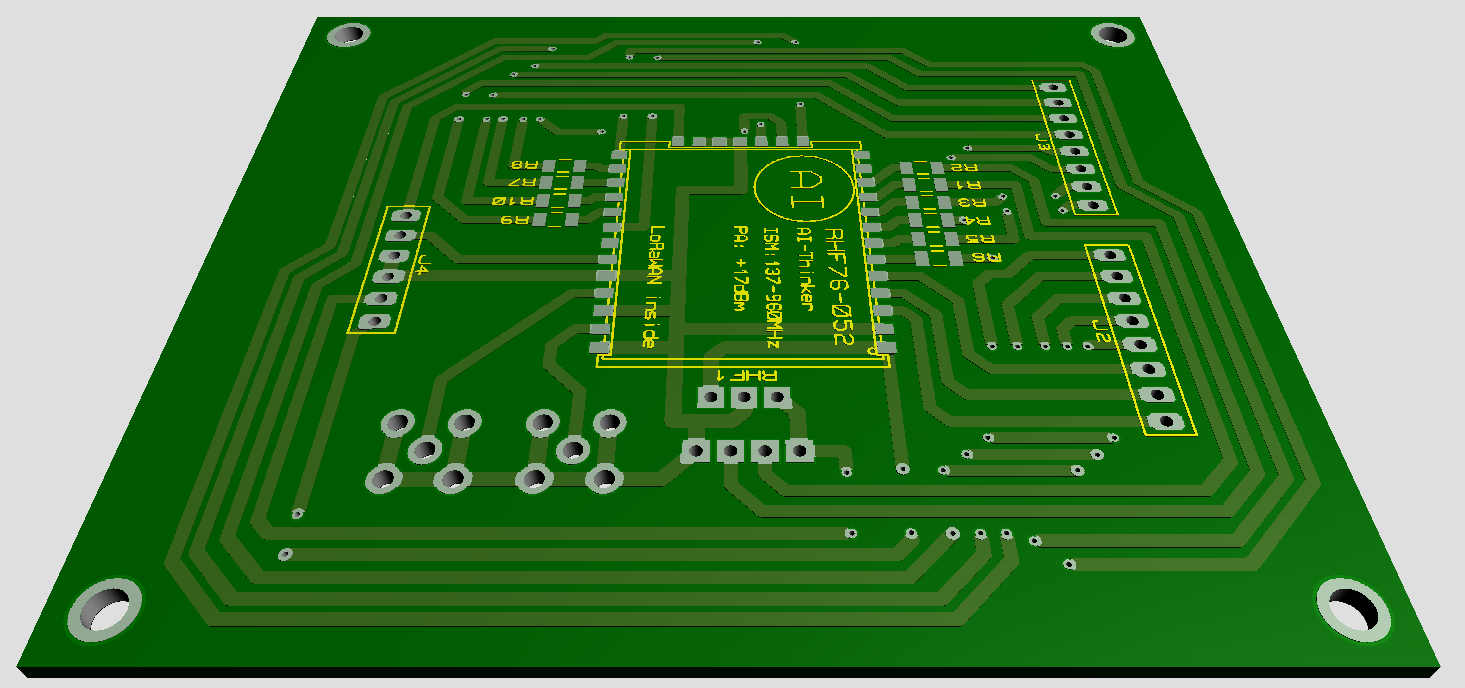 J3
R8
R7
R10
R9
R2
R1
R3
R4
R5
R6
AI
RHF76-052
AI-Thinker
ISM:137-960MHz
PA: +17dBm
LoRaWAN inside
J4
J2
RHF1